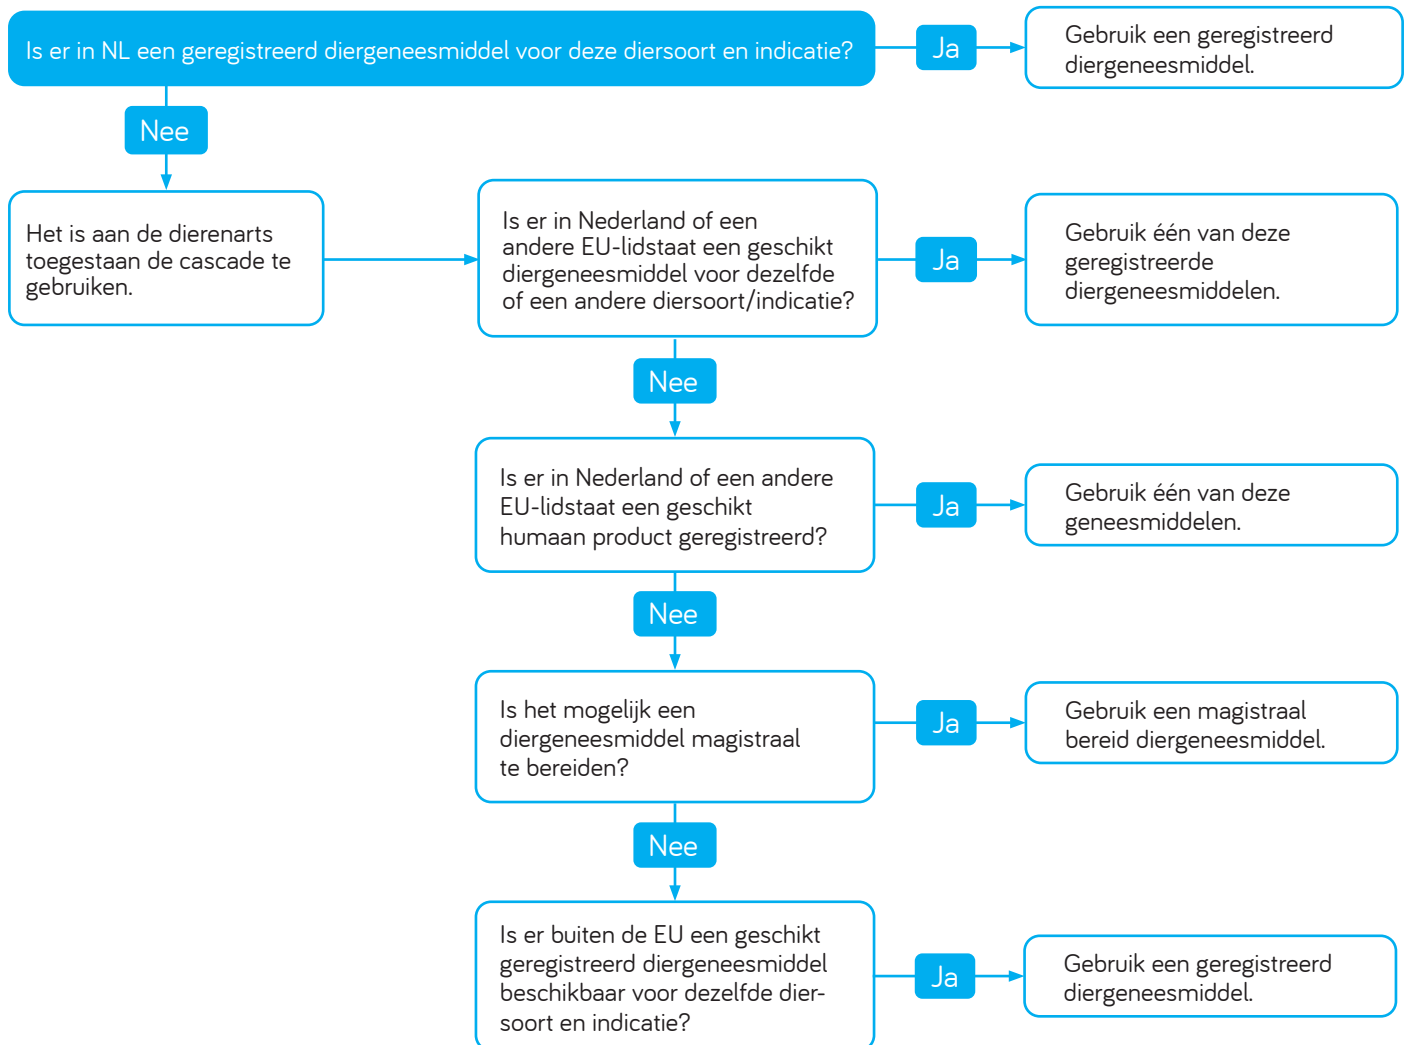 Is er in NL een geregistreerd diergeneesmiddel voor deze diersoort en indicatie?
Ja
Gebruik een geregistreerd
diergeneesmiddel.
Nee
Het is aan de dierenarts
toegestaan de cascade te
gebruiken.
Is er in Nederland of een
andere EU-lidstaat een geschikt
diergeneesmiddel voor dezelfde
of een andere diersoort/indicatie?
Ja
Gebruik één van deze
geregistreerde
diergeneesmiddelen.
Nee
Is er in Nederland of een andere
EU-lidstaat een geschikt
humaan product geregistreerd?
Ja
Gebruik één van deze
geneesmiddelen.
Nee
Is het mogelijk een
diergeneesmiddel magistraal
te bereiden?
Ja
Gebruik een magistraal
bereid diergeneesmiddel.
Nee
Is er buiten de EU een geschikt
geregistreerd diergeneesmiddel
beschikbaar voor dezelfde dier-
soort en indicatie?
Ja
Gebruik een geregistreerd
diergeneesmiddel.